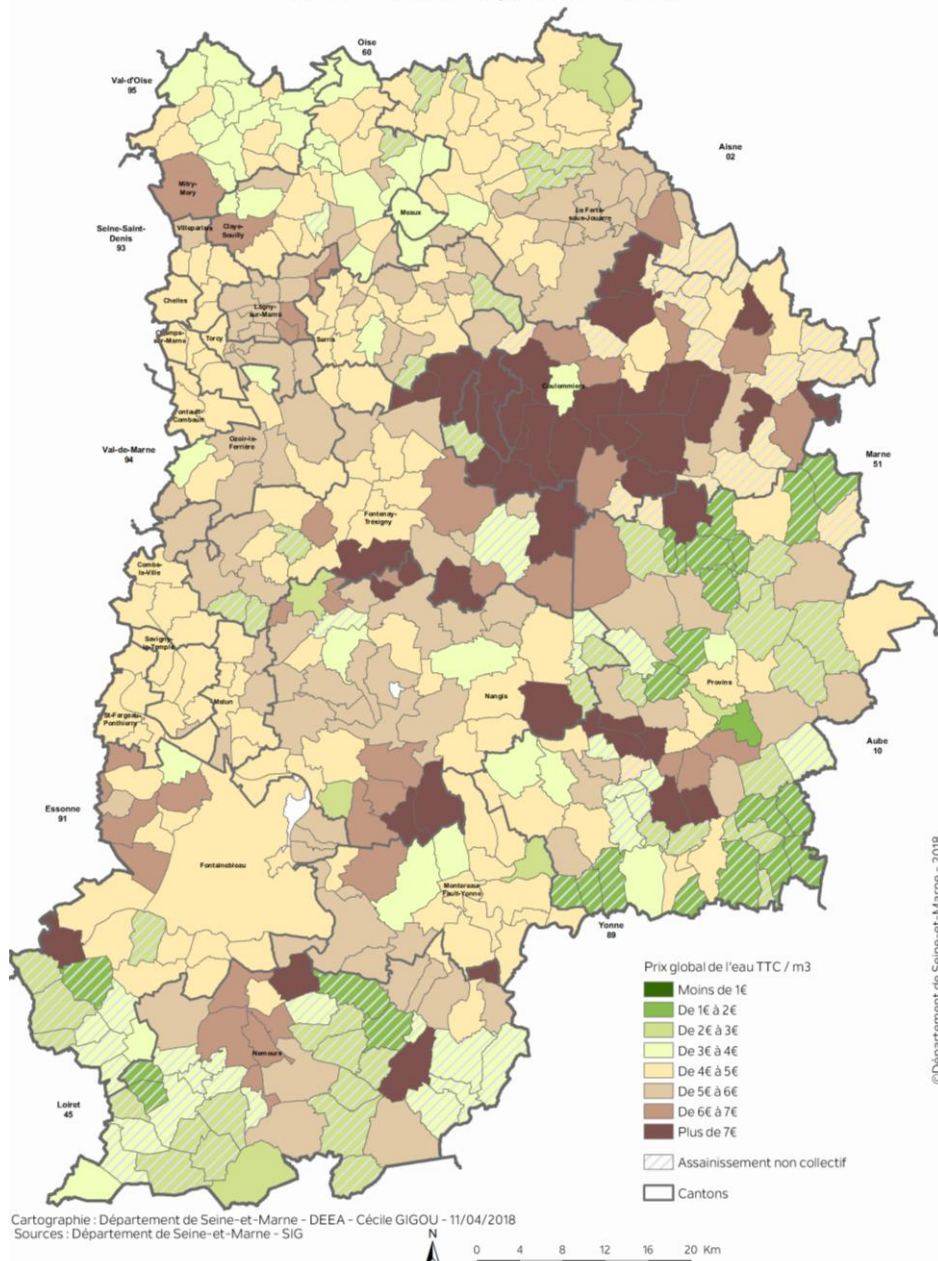 Oise
60
Val-d'Oise
95
Aisne
02
Mitry-
Mory
Meaux
La Ferté-
sous-Jouarre
Seine-Saint-
Denis
93
Villeparisis
Claye-
Souilly
Chelles
Lagny-
sur-Marne
Champs-
sur-Marne
Torcy
Serris
Coulommiers
Pontault-
Combault
Val-de-Marne
94
Ozoir-la-
Ferrière
Marne
51
Fontenay-
Trésigny
Combs-
la-Ville
Savigny-
le-Temple
Provins
Melun
Nangis
St-Fargeau-
Ponthierry
Aube
10
Essonne
91
Fontainebleau
Montereau-
Fault-Yonne
Yonne
89
Nemours
Loiret
45
Prix global de l'eau TTC / m3
Moins de 1€
De 1€ à 2€
De 2€ à 3€
De 3€ à 4€
De 4€ à 5€
De 5€ à 6€
De 6€ à 7€
Plus de 7€
Assainissement non collectif
Cantons
©Département de Seine-et-Marne - 2018
Cartographie : Département de Seine-et-Marne - DEEA - Cécile GIGOU - 11/04/2018
Sources : Département de Seine-et-Marne - SIG
N
0 4 8 12 16 20 Km